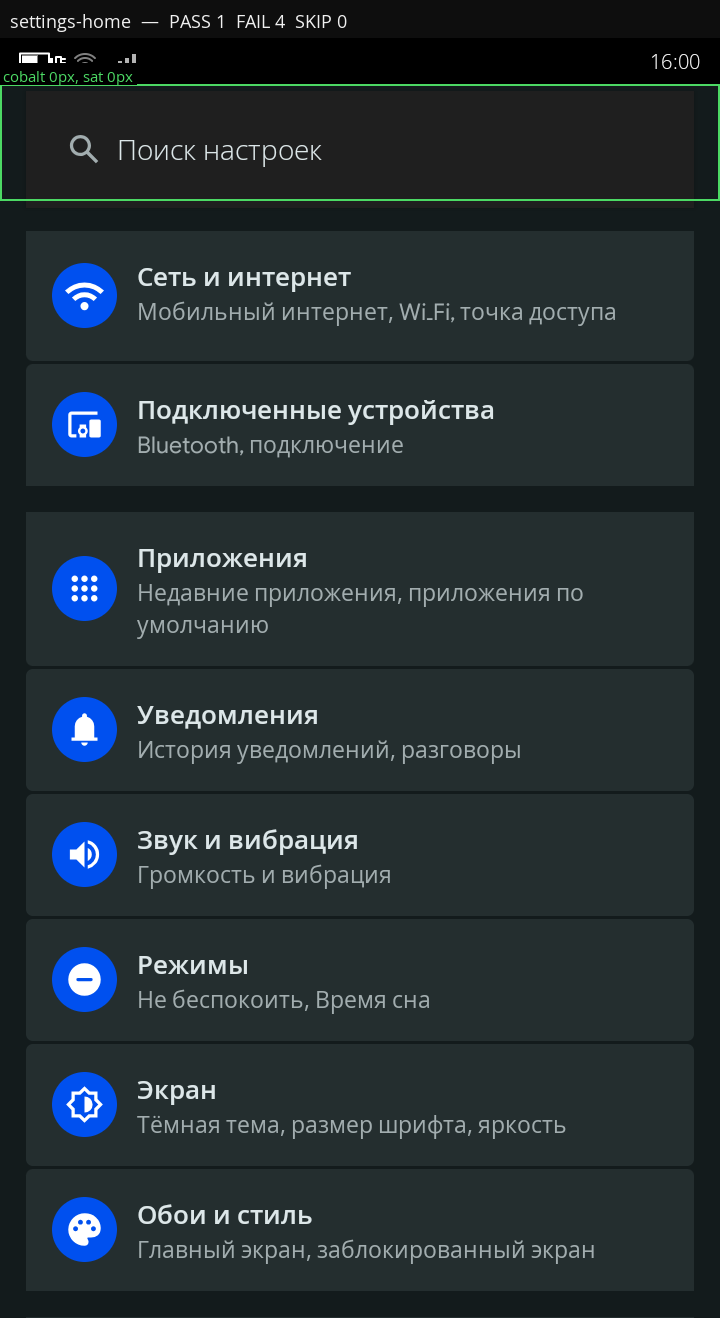 settings-home — PASS 1 FAIL 4 SKIP 0
16:00
cobalt 0px, sat 0px
Поиск настроек
Сеть и интернет
Мобильный интернет, Wi-Fi, точка доступа
Подключенные устройства
Bluetooth, подключение
Приложения
Недавние приложения, приложения по
умолчанию
Уведомления
История уведомлений, разговоры
Звук и вибрация
Громкость и вибрация
Режимы
Не беспокоить, Время сна
Экран
Тёмная тема, размер шрифта, яркость
Обои и стиль
Главный экран, заблокированный экран